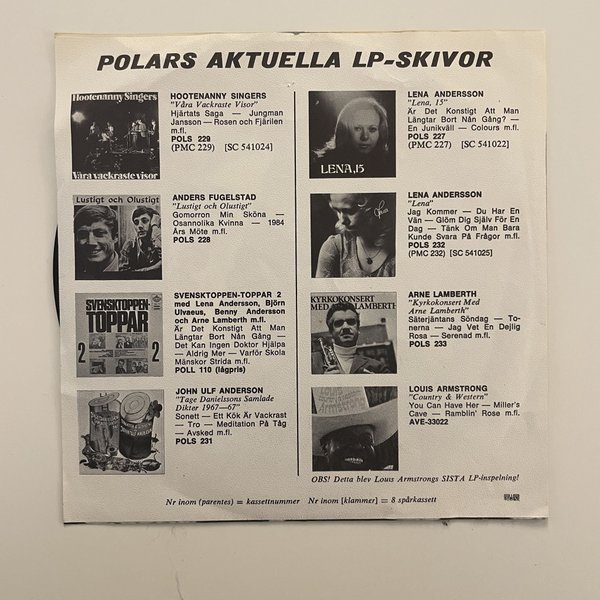 POLARS AKTUELLA LP-SKIVOR
Hootenanny Singers
Våra vackraste visor
HOOTENANNY SINGERS
"Våra Vackraste Visor"
Hjärtats Saga — Jungman
Jansson — Rosen och Fjärilen
m.fl.
POLS 229
(PMC 229) [SC 541024]
Lustigt och Olustigt
ANDERS FUGELSTAD
"Lustigt och Olustigt"
Gomorron Min Sköna —
Osannolika Kvinna — 1984
Års Möte m.fl.
POLS 228
SVENSKTOPPEN-
TOPPAR
2 2
SVENSKTOPPEN-TOPPAR 2
med Lena Andersson, Björn
Ulvaeus, Benny Andersson
och Arne Lamberth m.fl.
Är Det Konstigt Att Man
Längtar Bort Nån Gång —
Det Kan Ingen Doktor Hjälpa
— Aldrig Mer — Varför Skola
Mänskor Strida m.fl.
POLL 110 (lågpris)
JOHN ULF ANDERSON
"Tage Danielssons Samlade
Dikter 1967—67"
Sonett — Ett Kök Är Vackrast
— Tro — Meditation På Tåg
— Avsked m.fl.
POLS 231
LENA,15
LENA ANDERSSON
"Lena, 15"
Är Det Konstigt Att Man
Längtar Bort Nån Gång? —
En Junikväll — Colours m.fl.
POLS 227
(PMC 227) [SC 541022]
Lena
LENA ANDERSSON
"Lena"
Jag Kommer — Du Har En
Vän — Glöm Dig Själv För En
Dag — Tänk Om Man Bara
Kunde Svara På Frågor m.fl.
POLS 232
(PMC 232) [SC 541025]
KYRKOKONSERT
MED ARNE LAMBERTH
ARNE LAMBERTH
"Kyrkokonsert Med
Arne Lamberth"
Säterjäntans Söndag — To-
nerna — Jag Vet En Dejlig
Rosa — Serenad m.fl.
POLS 233
LOUIS ARMSTRONG
"Country & Western"
You Can Have Her — Miller's
Cave — Ramblin' Rose m.fl.
AVE-33022
OBS! Detta blev Louis Armstrongs SISTA LP-inspelning!
Nr inom (parentes) = kassettnummer Nr inom [klammer] = 8 spårkassett